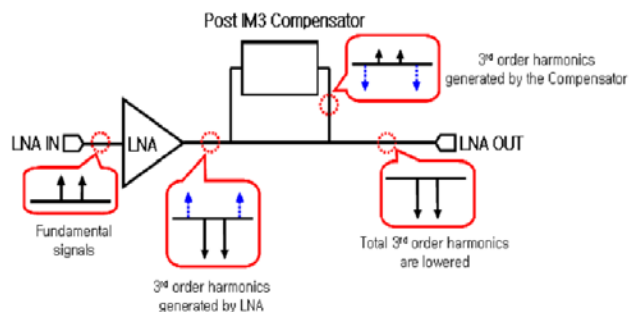 Post IM3 Compensator
3rd order harmonics
generated by the Compensator
LNA IN
LNA
LNA OUT
Fundamental
signals
3rd order harmonics
generated by LNA
Total 3rd order harmonics
are lowered